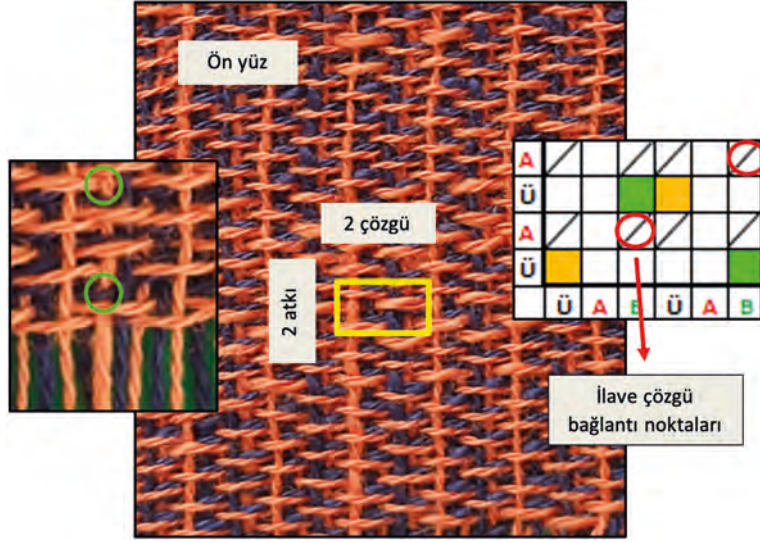 Ön yüz
2 çözgü
2 atkı
A
Ü
A
Ü
Ü A B Ü A B
İlave çözgü
bağlantı noktaları